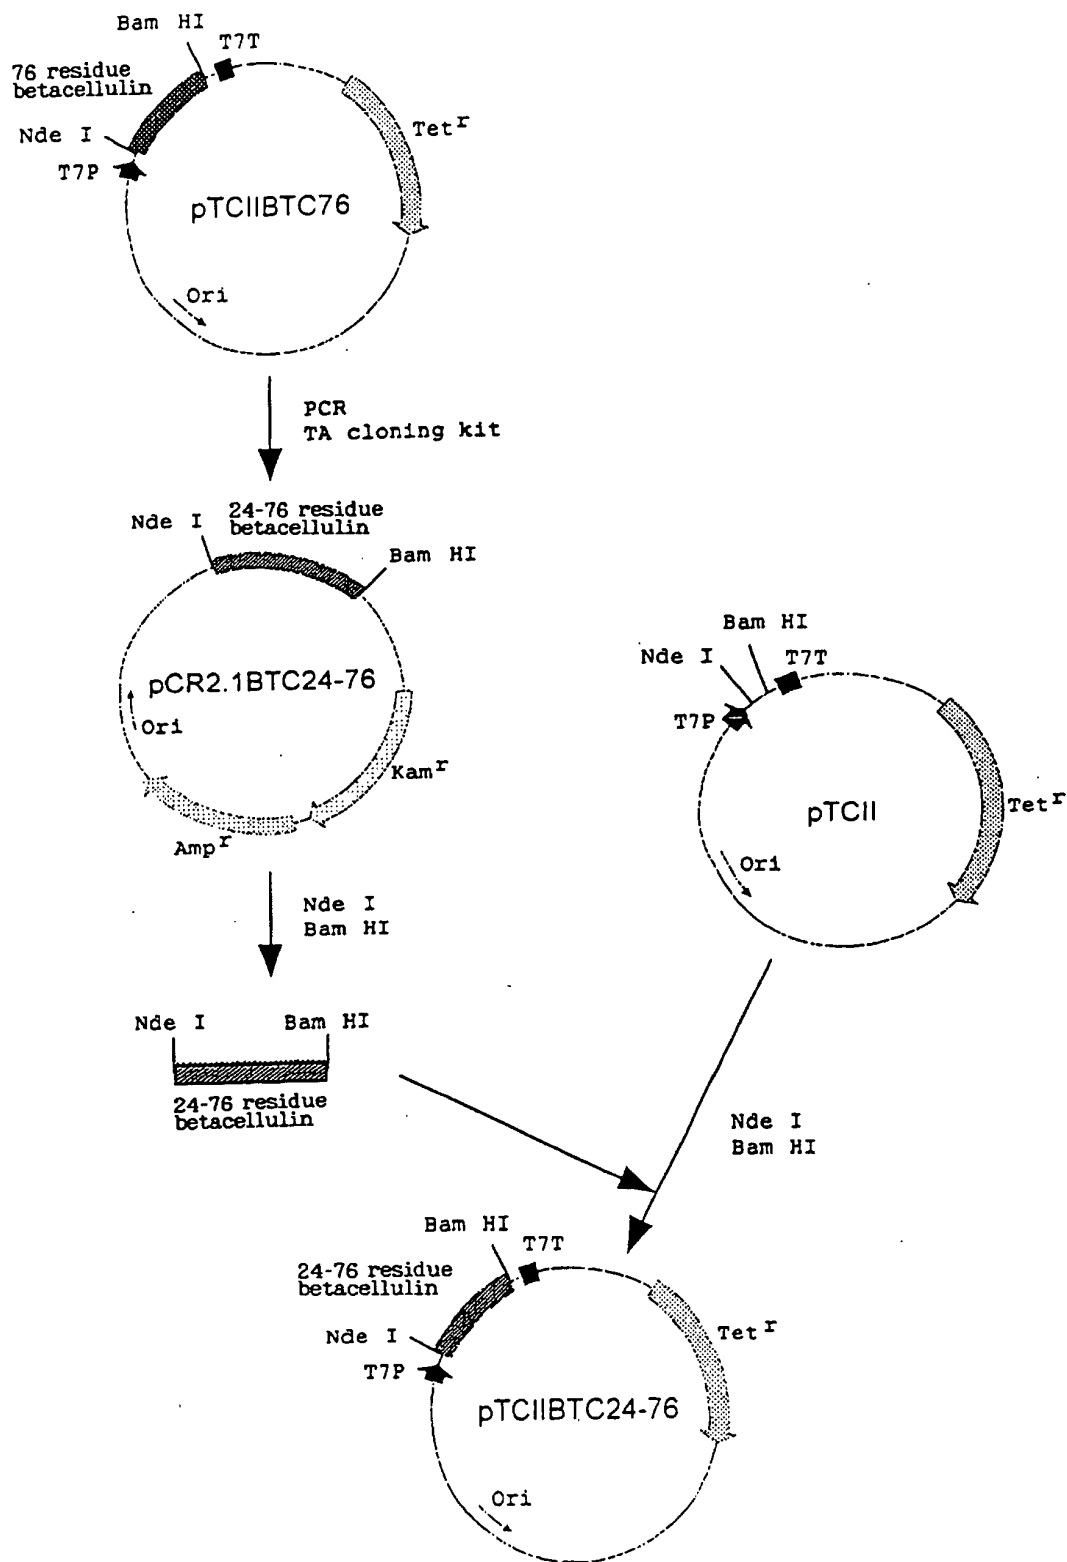 Bam HI
T7T
76 residue
betacellulin
Nde I
T7P
Tet r
pTCIIBTC76
Ori
PCR
TA cloning kit
24-76 residue
betacellulin
Nde I
Bam HI
pCR2.1BTC24-76
Ori
Kam r
Amp r
Bam HI
Nde I
T7T
T7P
Tet r
pTCII
Ori
Nde I
Bam HI
Nde I
Bam HI
24-76 residue
betacellulin
Nde I
Bam HI
Bam HI
T7T
24-76 residue
betacellulin
Nde I
T7P
Tet r
pTCIIBTC24-76
Ori